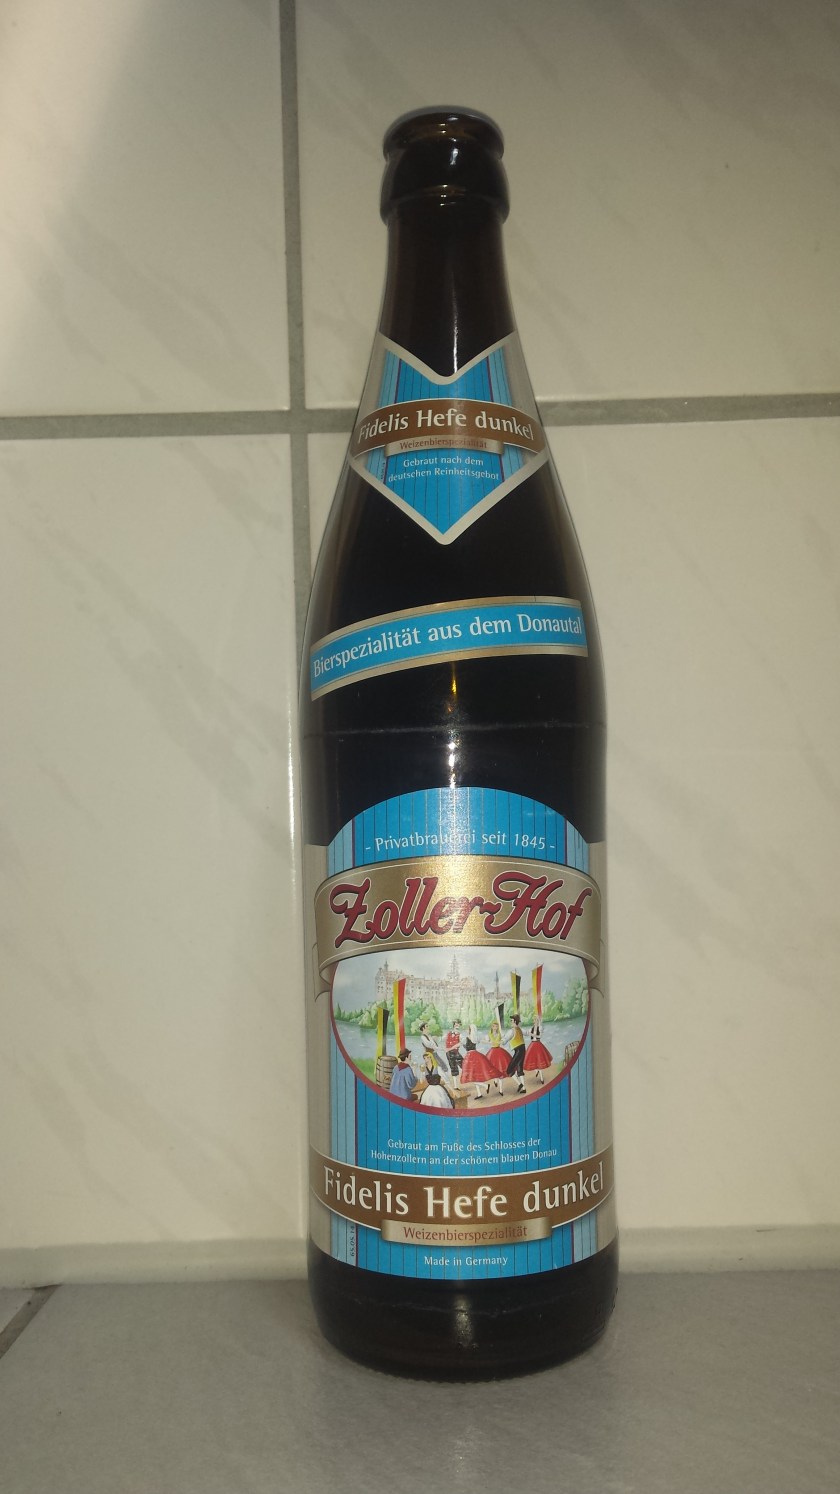 Fidelis Hefe dunkel
Weizenbierspezialität
Gebraut nach dem
deutschen Reinheitsgebot
Bierspezialität aus dem Donautal
- Privatbrauerei seit 1845 -
Zoller-Hof
Gebraut am Fuße des Schlosses der
Hohenzollern an der schönen blauen Donau
Fidelis Hefe dunkel
Weizenbierspezialität
Made in Germany